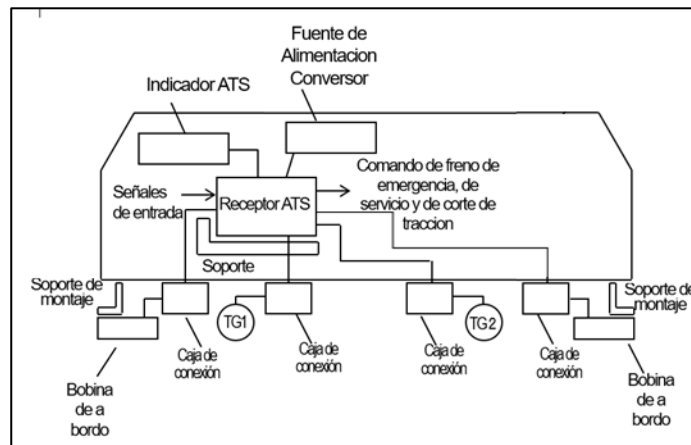 Fuente de
Alimentacion
Conversor
Indicador ATS
Comando de freno de
emergencia, de
servicio y de corte de
traccion
Señales
de entrada
Receptor ATS
Soporte
Soporte de
montaje
Soporte de
montaje
TG1
TG2
Caja de
conexión
Caja de
conexión
Caja de
conexión
Caja de
conexión
Bobina
de a
bordo
Bobina
de a
bordo